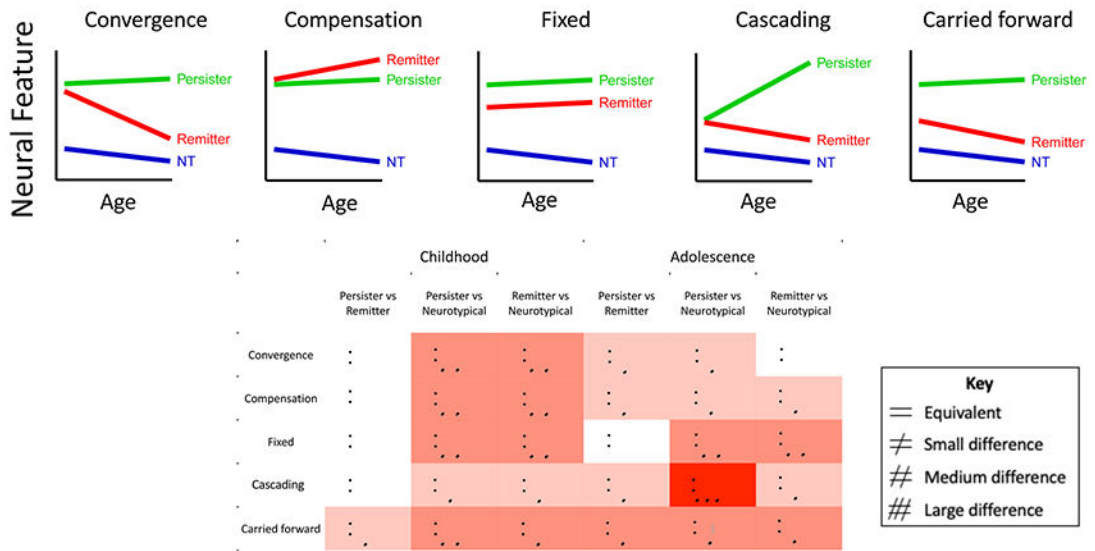 Convergence
Compensation
Fixed
Cascading
Carried forward
Neural Feature
Persister
Remitter
NT
Age
Remitter
Persister
NT
Age
Persister
Remitter
NT
Age
Persister
Remitter
NT
Age
Persister
Remitter
NT
Age
Childhood
Adolescence
Persister vs
Remitter
Persister vs
Neurotypical
Remitter vs
Neurotypical
Persister vs
Remitter
Persister vs
Neurotypical
Remitter vs
Neurotypical
Convergence
Compensation
Fixed
Cascading
Carried forward
Key
Equivalent
Small difference
Medium difference
Large difference